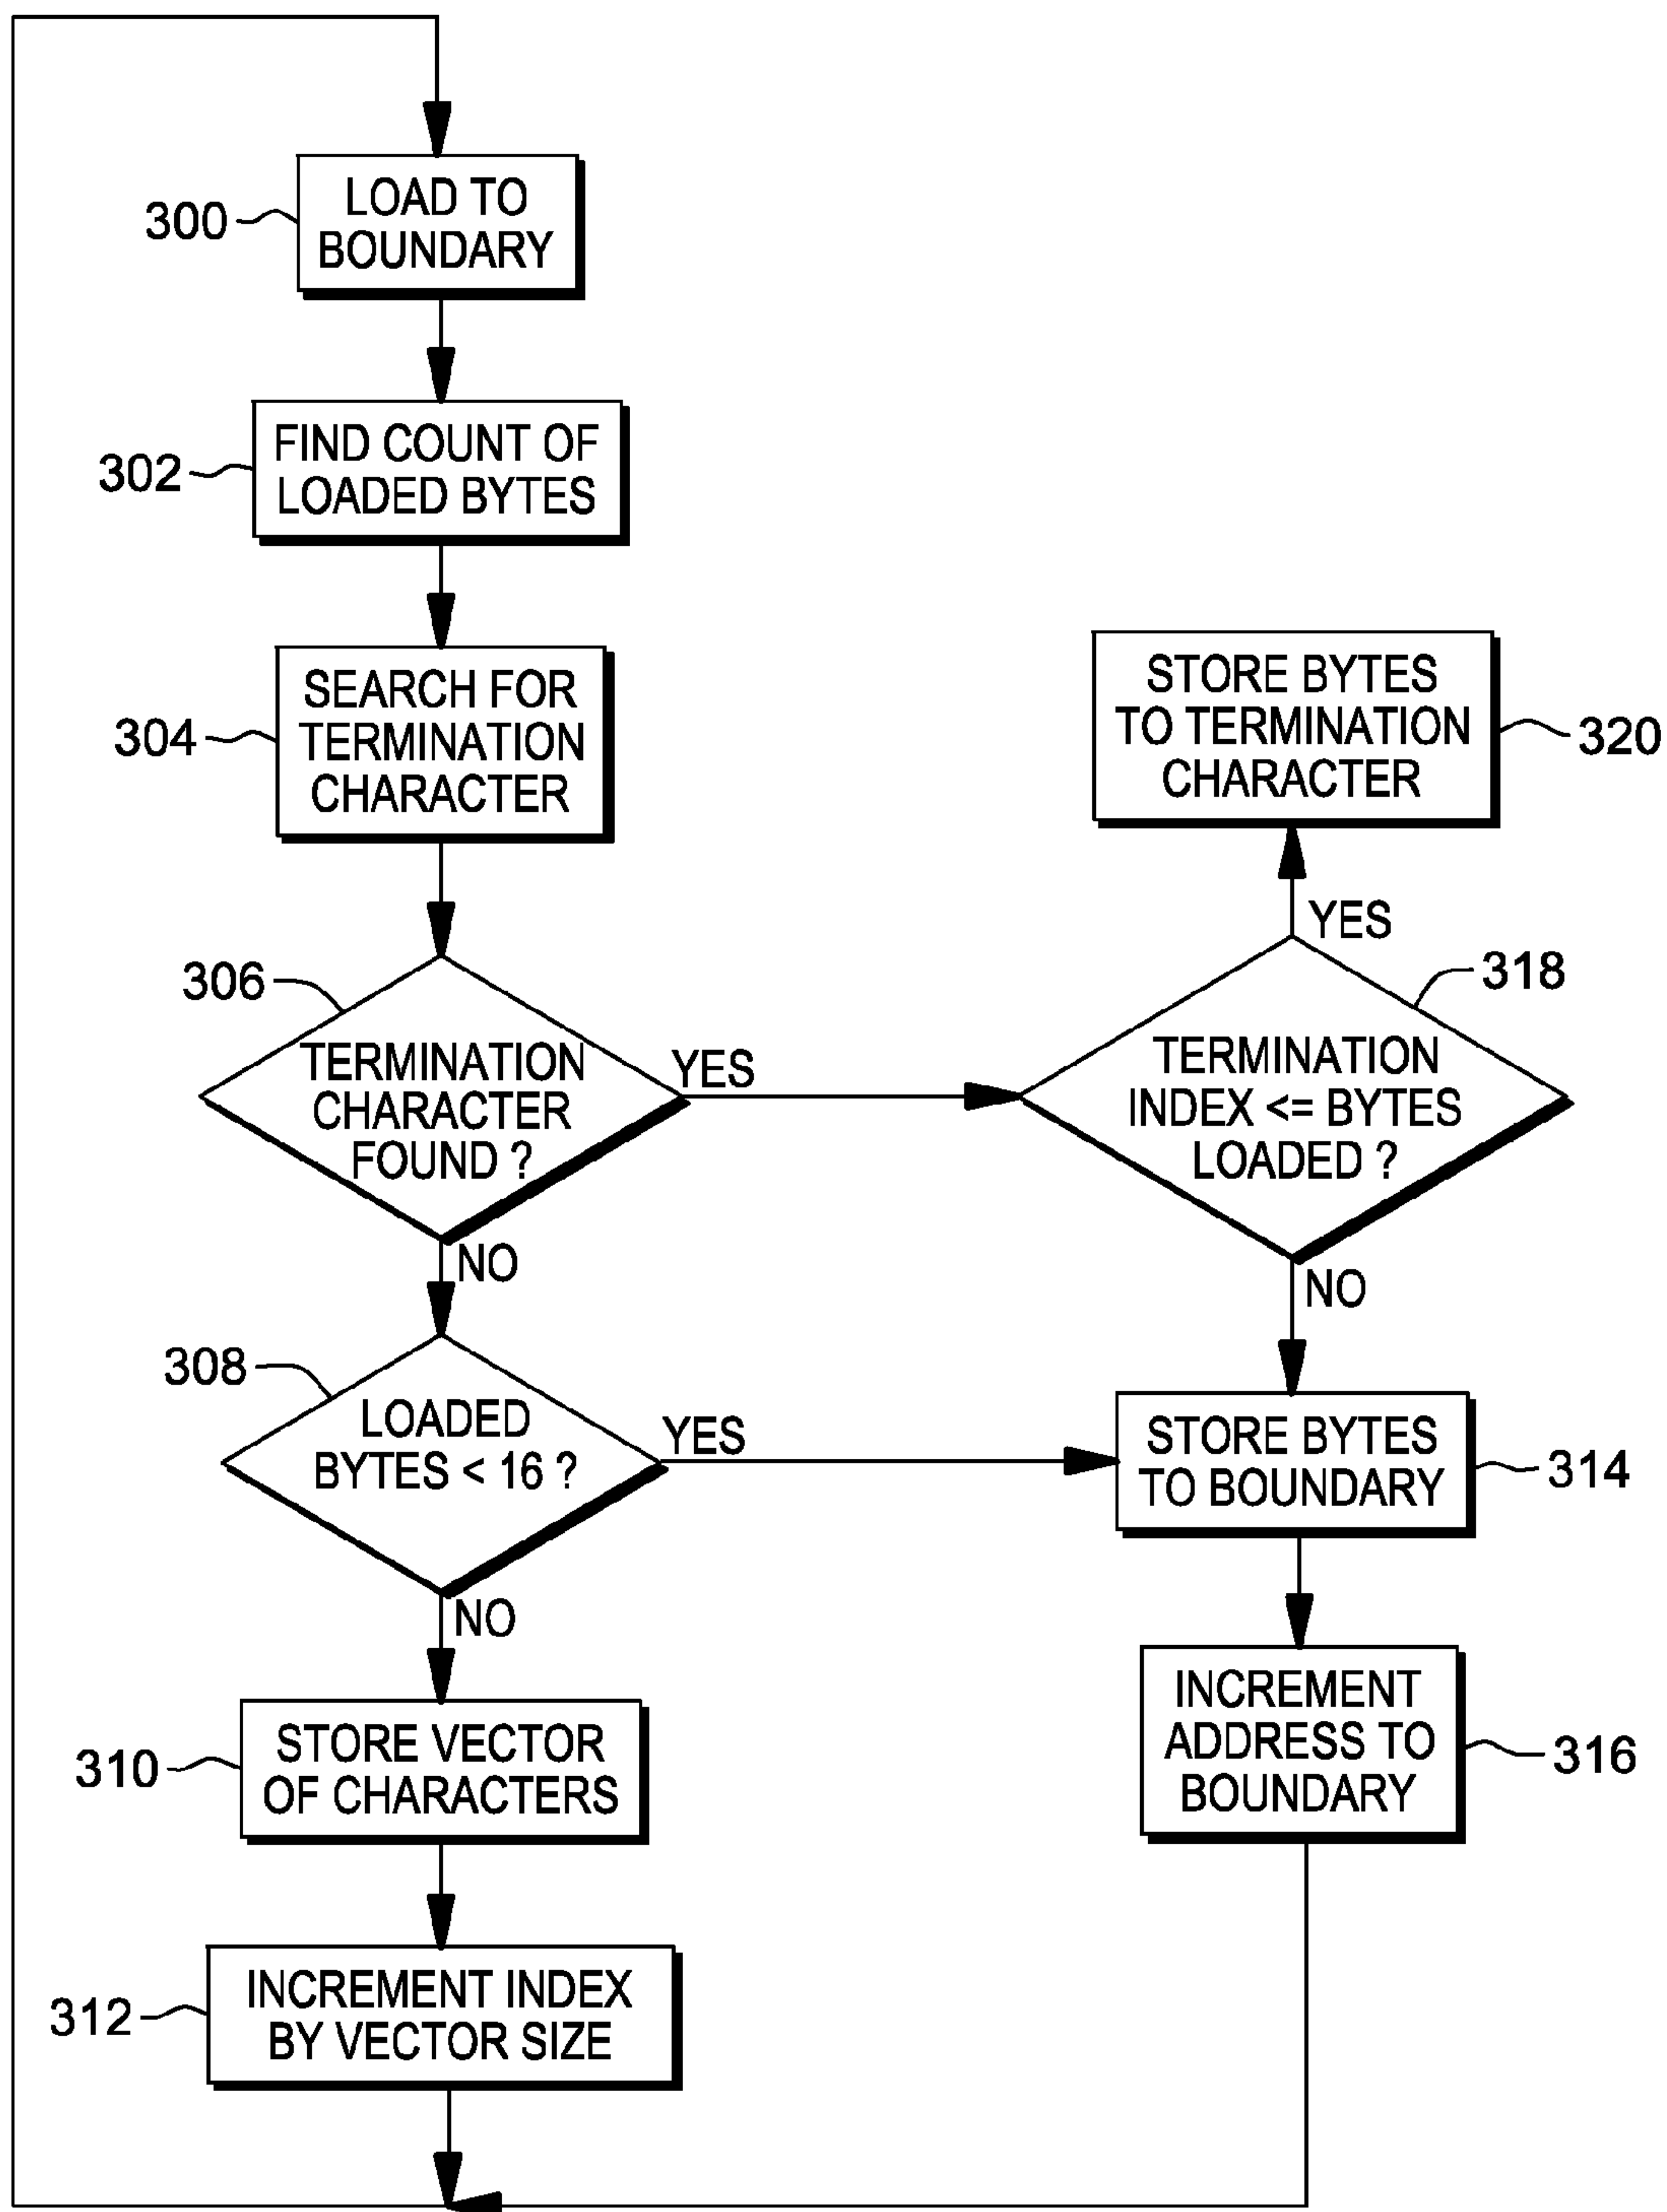 300
LOAD TO
BOUNDARY
302
FIND COUNT OF
LOADED BYTES
304
SEARCH FOR
TERMINATION
CHARACTER
306
TERMINATION
CHARACTER
FOUND ?
YES
NO
308
LOADED
BYTES < 16 ?
YES
NO
310
STORE VECTOR
OF CHARACTERS
312
INCREMENT INDEX
BY VECTOR SIZE
STORE BYTES
TO TERMINATION
CHARACTER
320
YES
318
TERMINATION
INDEX <= BYTES
LOADED ?
NO
STORE BYTES
TO BOUNDARY
314
INCREMENT
ADDRESS TO
BOUNDARY
316